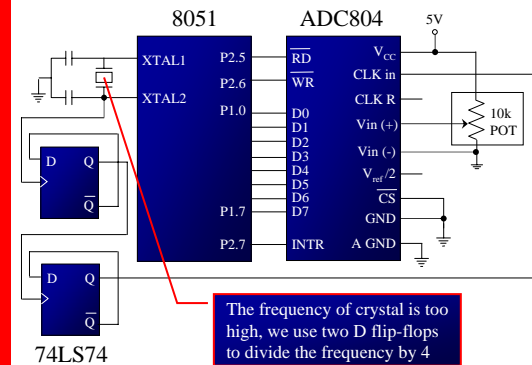 8051
ADC804
5V
XTAL1
XTAL2
P2.5
P2.6
P1.0
P1.7
P2.7
RD
WR
D0
D1
D2
D3
D4
D5
D6
D7
INTR
VCC
CLK in
CLK R
Vin (+)
Vin (-)
Vref/2
CS
GND
A GND
10k
POT
D Q
Q
D Q
Q
74LS74
The frequency of crystal is too
high, we use two D flip-flops
to divide the frequency by 4